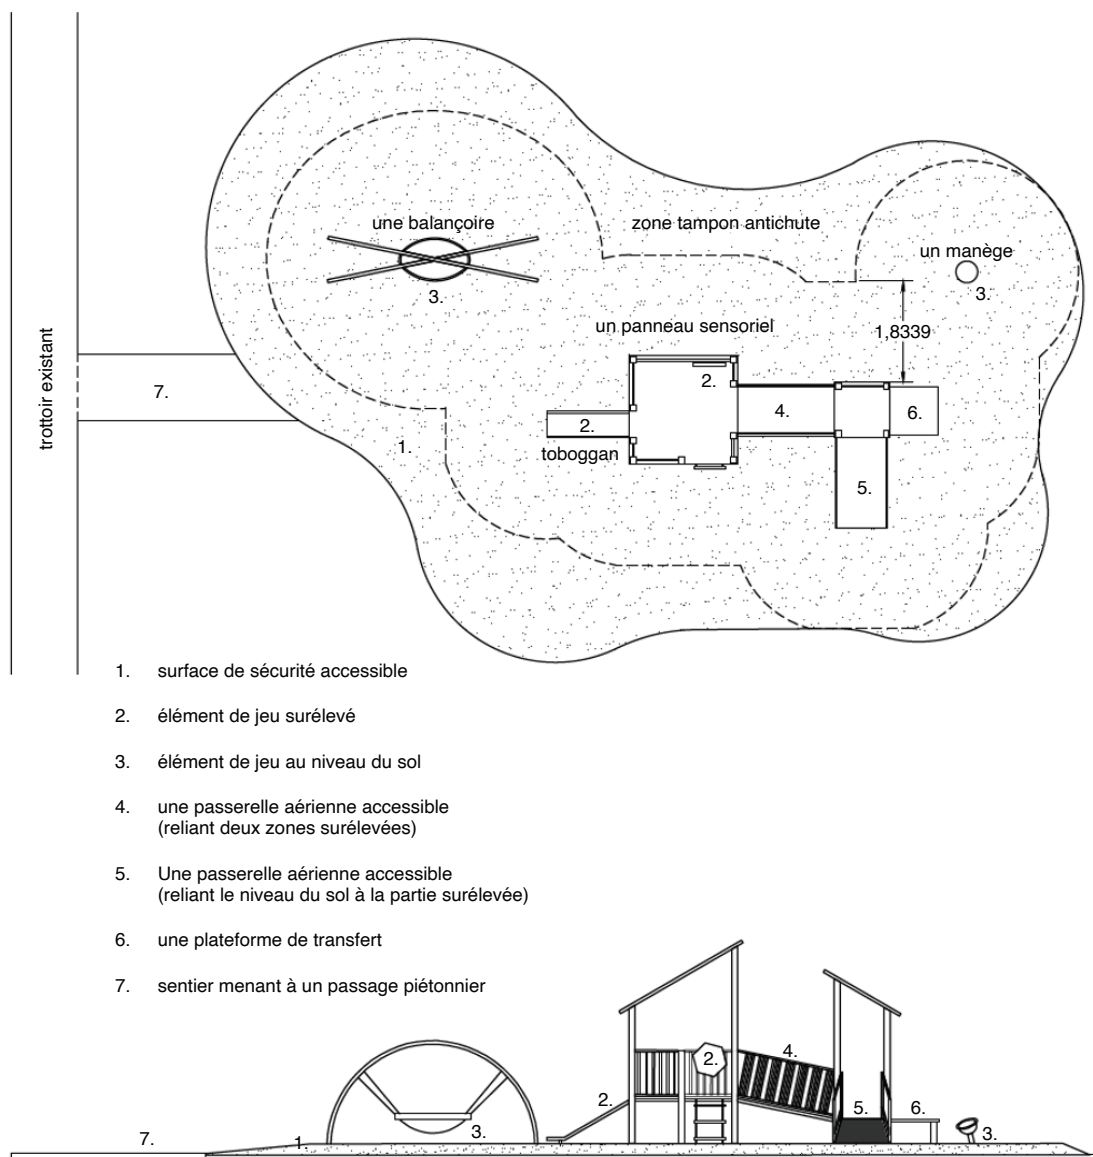 une balançoire
zone tampon antichute
un manège
3.
3.
un panneau sensoriel
1,8339
trottoir existant
7.
2.
4.
6.
2.
1.
toboggan
5.
1. surface de sécurité accessible
2. élément de jeu surélevé
3. élément de jeu au niveau du sol
4. une passerelle aérienne accessible
(reliant deux zones surélevées)
5. Une passerelle aérienne accessible
(reliant le niveau du sol à la partie surélevée)
6. une plateforme de transfert
7. sentier menant à un passage piétonnier
4.
2.
2.
5.
6.
7.
1.
3.
3.